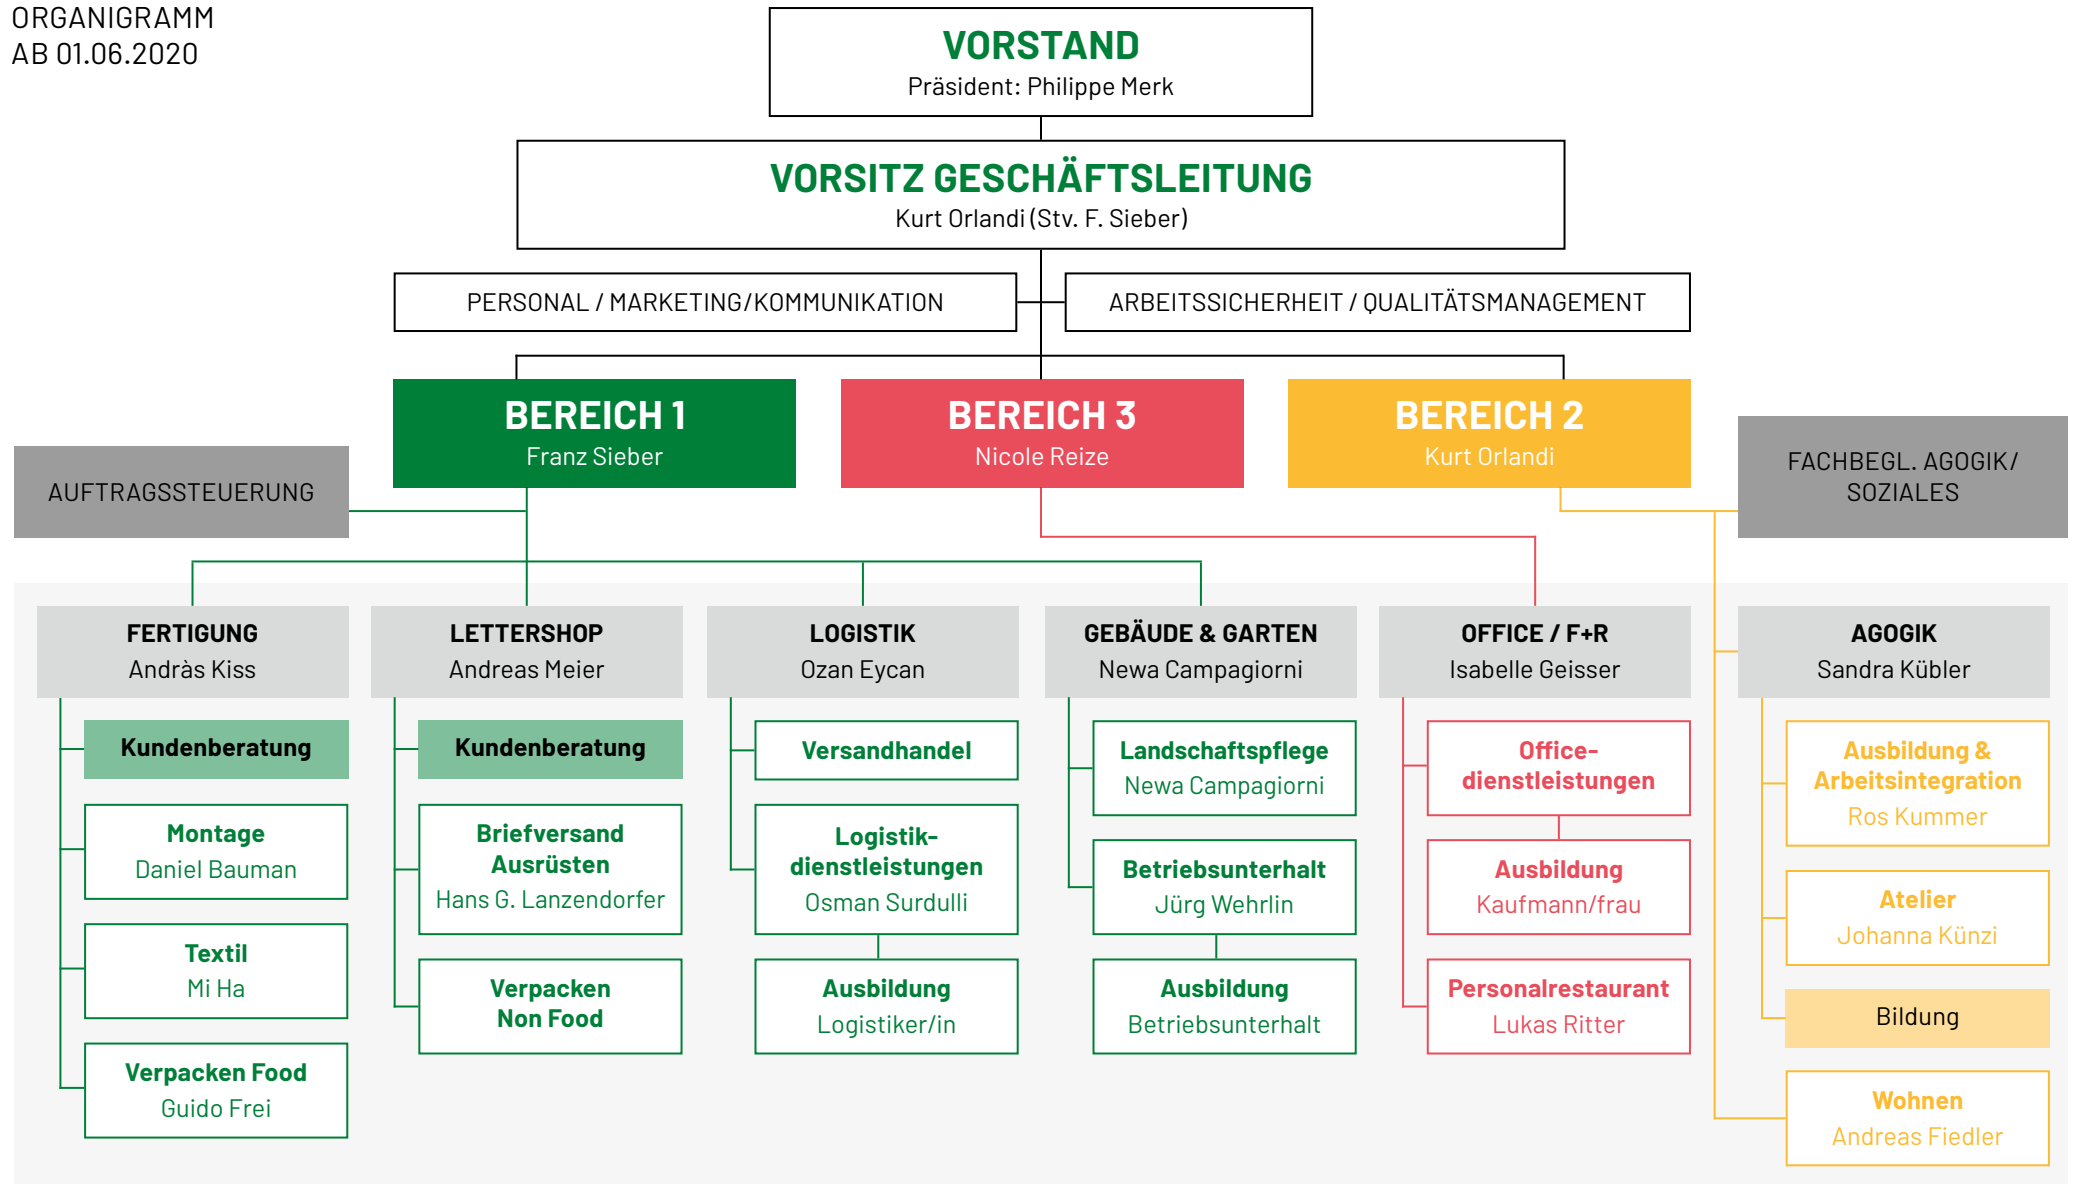 ORGANIGRAMM
AB 01.06.2020
VORSTAND
Präsident: Philippe Merk
VORSITZ GESCHÄFTSLEITUNG
Kurt Orlandi (Stv. F. Sieber)
PERSONAL / MARKETING/KOMMUNIKATION
ARBEITSSICHERHEIT / QUALITÄTSMANAGEMENT
BEREICH 1
Franz Sieber
BEREICH 3
Nicole Reize
BEREICH 2
Kurt Orlandi
AUFTRAGSSTEUERUNG
FACHBEGL. AGOGIK/
SOZIALES
FERTIGUNG
Andràs Kiss
Kundenberatung
Montage
Daniel Bauman
Textil
Mi Ha
Verpacken Food
Guido Frei
LETTERSHOP
Andreas Meier
Kundenberatung
Briefversand
Ausrüsten
Hans G. Lanzendorfer
Verpacken
Non Food
LOGISTIK
Ozan Eycan
Versandhandel
Logistik-
dienstleistungen
Osman Surdulli
Ausbildung
Logistiker/in
GEBÄUDE & GARTEN
Newa Campagiorni
Landschaftspflege
Newa Campagiorni
Betriebsunterhalt
Jürg Wehrlin
Ausbildung
Betriebsunterhalt
OFFICE / F+R
Isabelle Geisser
Office-
dienstleistungen
Ausbildung
Kaufmann/frau
Personalrestaurant
Lukas Ritter
AGOGIK
Sandra Kübler
Ausbildung &
Arbeitsintegration
Ros Kummer
Atelier
Johanna Künzi
Bildung
Wohnen
Andreas Fiedler